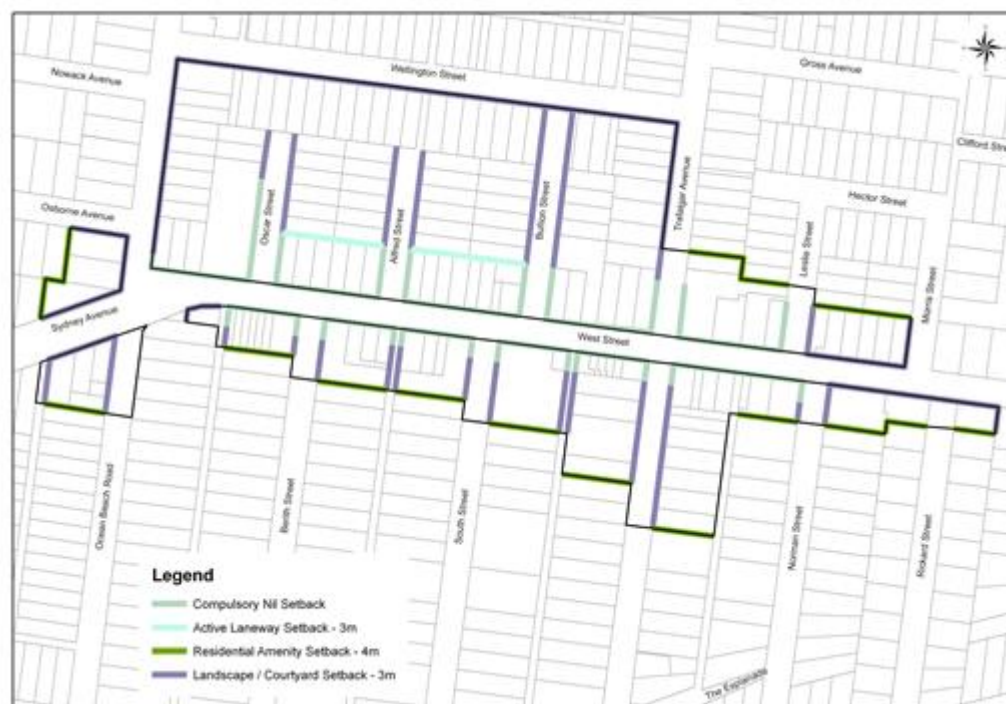 Nowack Avenue
Wellington Street
Gross Avenue
Clifford Stre
Hector Street
Osborne Avenue
Oscar Street
Alfred Street
Bullion Street
Trafalgar Avenue
Leslie Street
Morris Street
Sydney Avenue
West Street
Ocean Beach Road
Berith Street
South Street
Norman Street
Rickard Street
The Esplanade
Legend
Compulsory Nil Setback
Active Laneway Setback - 3m
Residential Amenity Setback - 4m
Landscape / Courtyard Setback - 3m